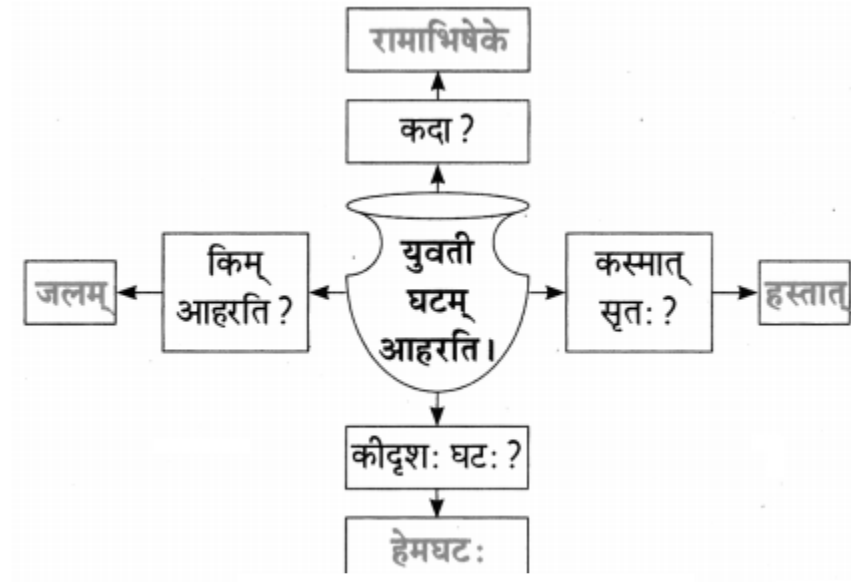 रामाभिषेके
कदा ?
किम्
आहरति ?
जलम्
युवती
घटम्
आहरति ।
कस्मात्
सृतः ?
हस्तात्
कीदृशः घटः ?
हेमघटः